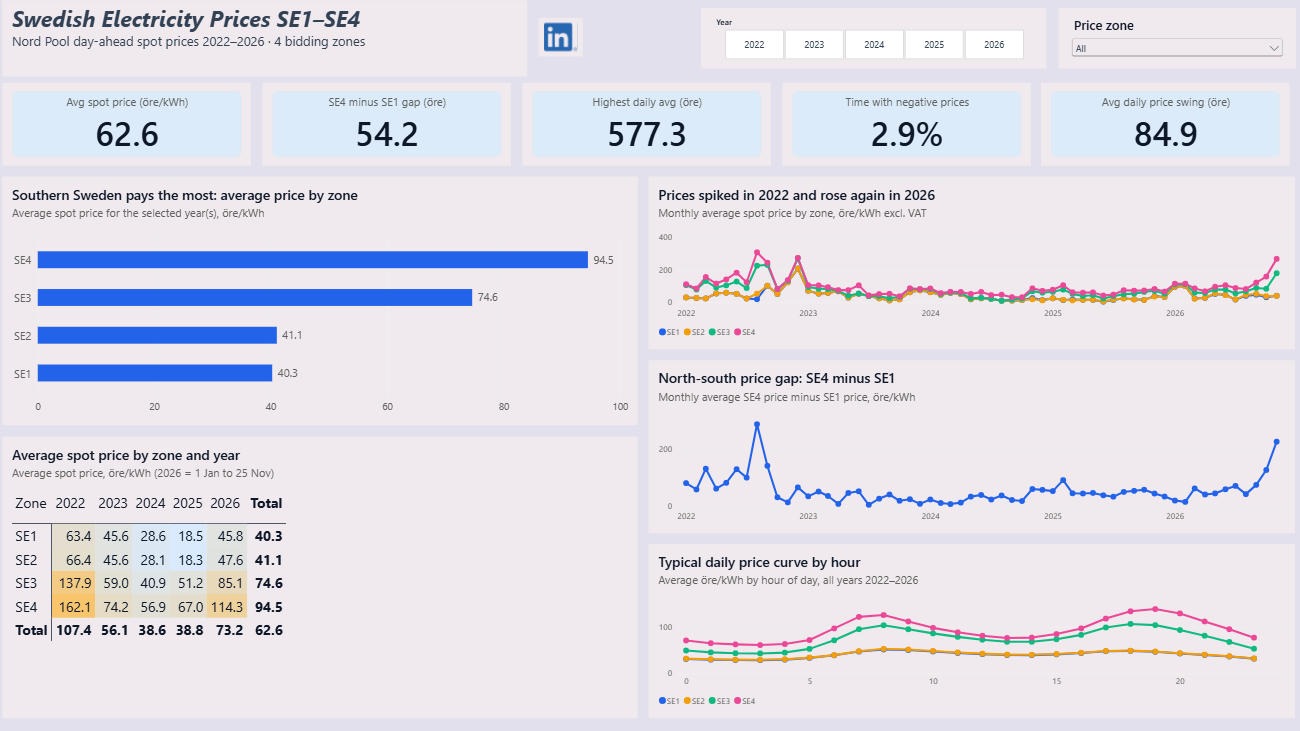 Swedish Electricity Prices SE1–SE4
Nord Pool day-ahead spot prices 2022–2026 · 4 bidding zones
in
Year
2022 2023 2024 2025 2026
Price zone
All
Avg spot price (öre/kWh)
62.6
SE4 minus SE1 gap (öre)
54.2
Highest daily avg (öre)
577.3
Time with negative prices
2.9%
Avg daily price swing (öre)
84.9
Southern Sweden pays the most: average price by zone
Average spot price for the selected year(s), öre/kWh
SE4 94.5
SE3 74.6
SE2 41.1
SE1 40.3
0 20 40 60 80 100
Average spot price by zone and year
Average spot price, öre/kWh (2026 = 1 Jan to 25 Nov)
Zone 2022 2023 2024 2025 2026 Total
SE1 63.4 45.6 28.6 18.5 45.8 40.3
SE2 66.4 45.6 28.1 18.3 47.6 41.1
SE3 137.9 59.0 40.9 51.2 85.1 74.6
SE4 162.1 74.2 56.9 67.0 114.3 94.5
Total 107.4 56.1 38.6 38.8 73.2 62.6
Prices spiked in 2022 and rose again in 2026
Monthly average spot price by zone, öre/kWh excl. VAT
400
200
0
2022 2023 2024 2025 2026
SE1 SE2 SE3 SE4
North-south price gap: SE4 minus SE1
Monthly average SE4 price minus SE1 price, öre/kWh
200
0
2022 2023 2024 2025 2026
Typical daily price curve by hour
Average öre/kWh by hour of day, all years 2022–2026
100
0
0 5 10 15 20
SE1 SE2 SE3 SE4